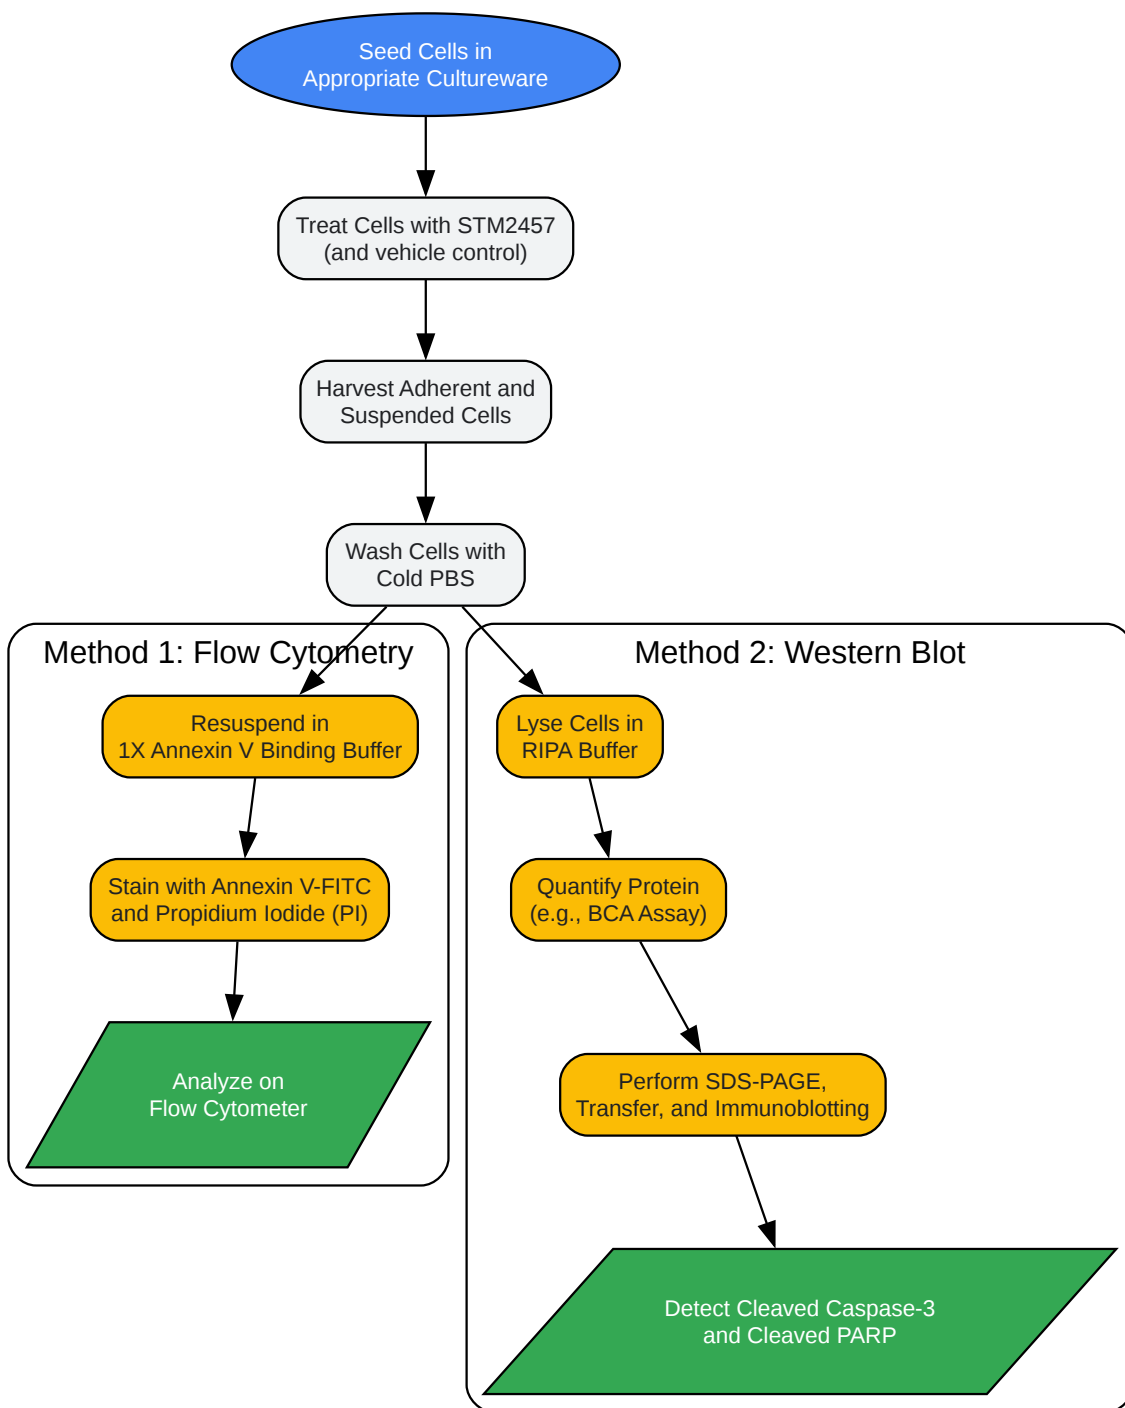 Seed Cells in
Appropriate Cultureware
Treat Cells with STM2457
(and vehicle control)
Harvest Adherent and
Suspended Cells
Wash Cells with
Cold PBS
Method 1: Flow Cytometry
Resuspend in
1X Annexin V Binding Buffer
Stain with Annexin V-FITC
and Propidium Iodide (PI)
Analyze on
Flow Cytometer
Method 2: Western Blot
Lyse Cells in
RIPA Buffer
Quantify Protein
(e.g., BCA Assay)
Perform SDS-PAGE,
Transfer, and Immunoblotting
Detect Cleaved Caspase-3
and Cleaved PARP